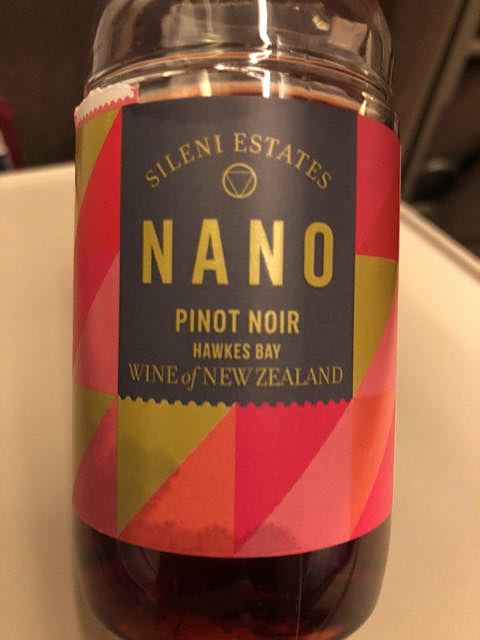 SILENI ESTATES
NANO
PINOT NOIR
HAWKES BAY
WINE of NEW ZEALAND